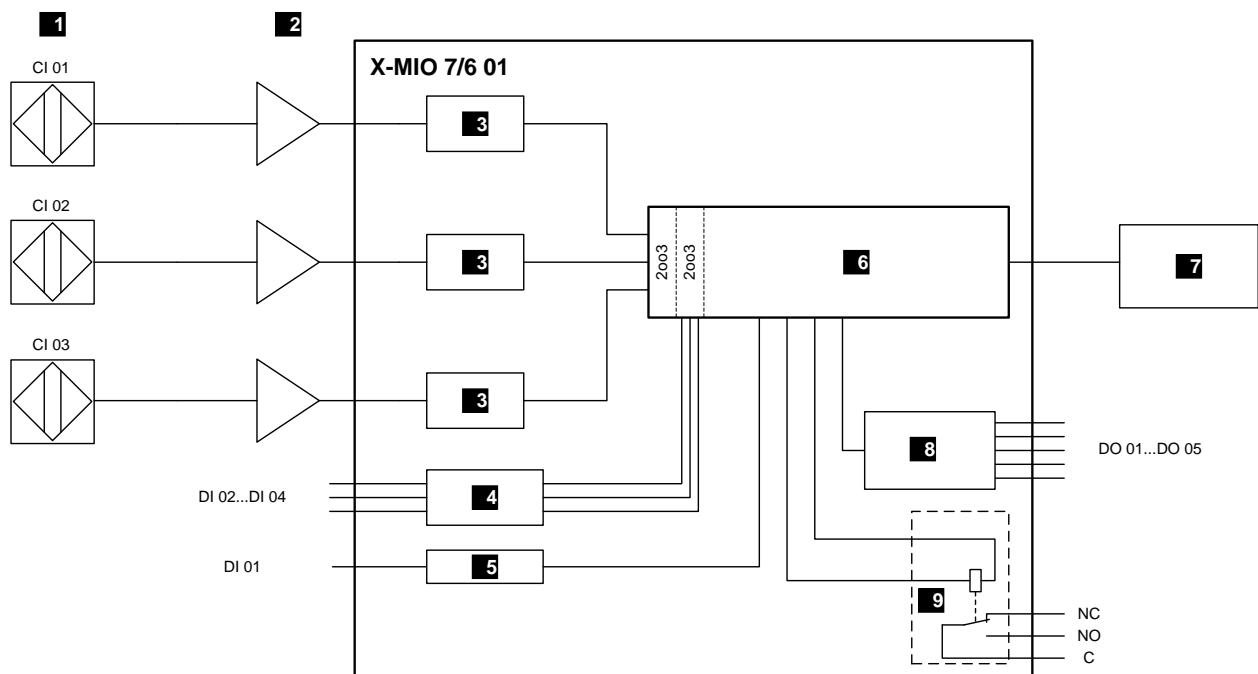 1
2
CI 01
X-MIO 7/6 01
3
CI 02
2oo3
2oo3
6
7
3
CI 03
3
8
DO 01...DO 05
DI 02...DI 04
4
DI 01
5
9
NC
NO
C